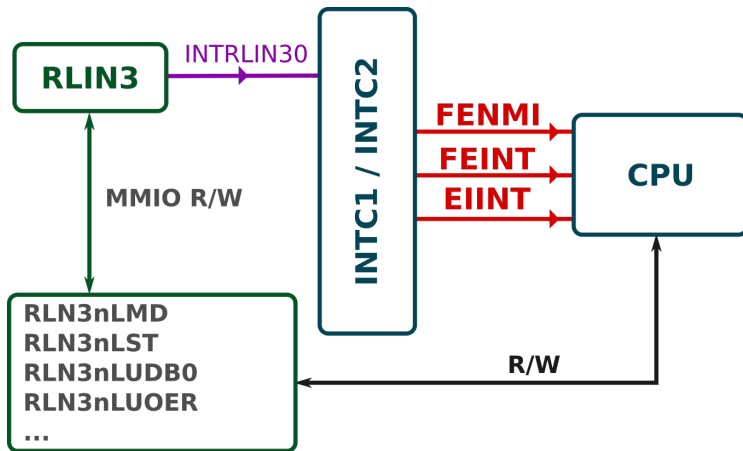 INTRLIN30
RLIN3
INTC1 / INTC2
FENMI
FEINT
EIINT
CPU
MMIO R/W
RLN3nLMD
RLN3nLST
RLN3nLUDB0
RLN3nLUOER
...
R/W